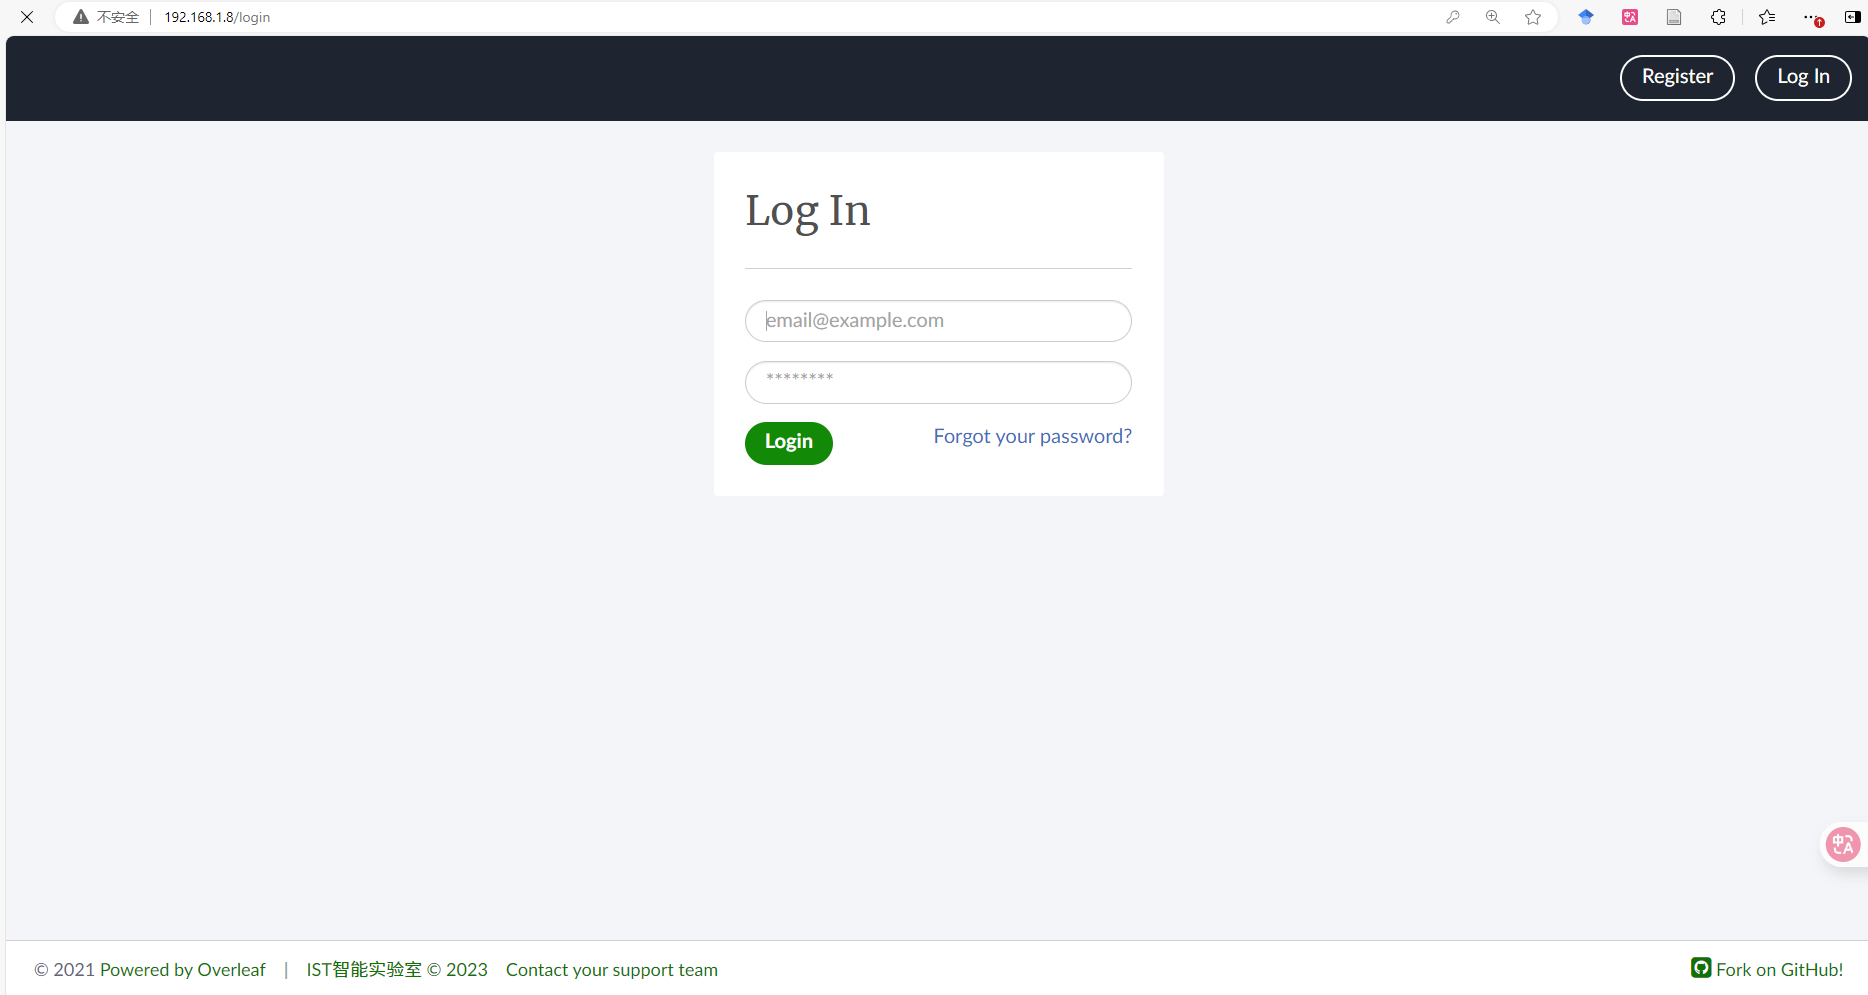 不安全 192.168.1.8/login
Register Log In
Log In
email@example.com
********
Login Forgot your password?
中A
© 2021 Powered by Overleaf | IST智能实验室 © 2023 Contact your support team Fork on GitHub!